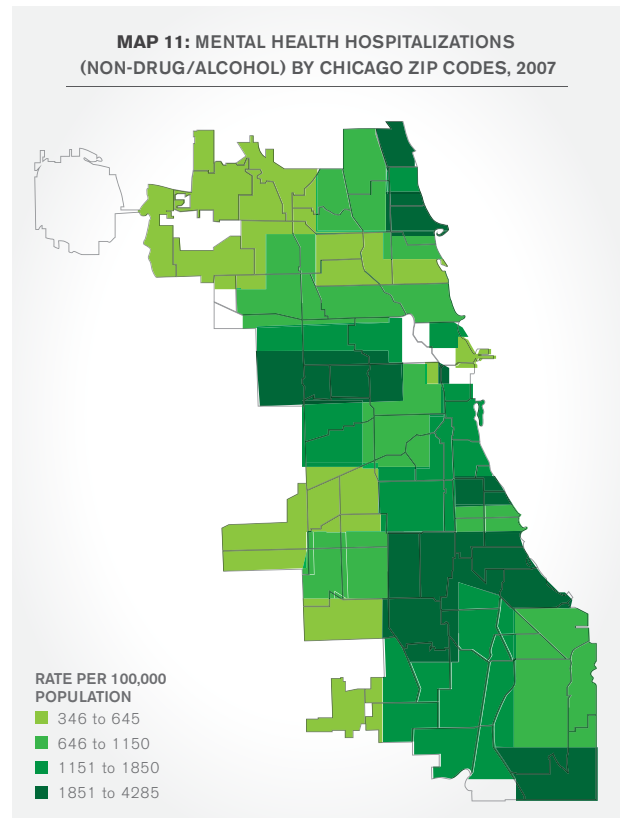 MAP 11: MENTAL HEALTH HOSPITALIZATIONS
(NON-DRUG/ALCOHOL) BY CHICAGO ZIP CODES, 2007
RATE PER 100,000
POPULATION
346 to 645
646 to 1150
1151 to 1850
1851 to 4285